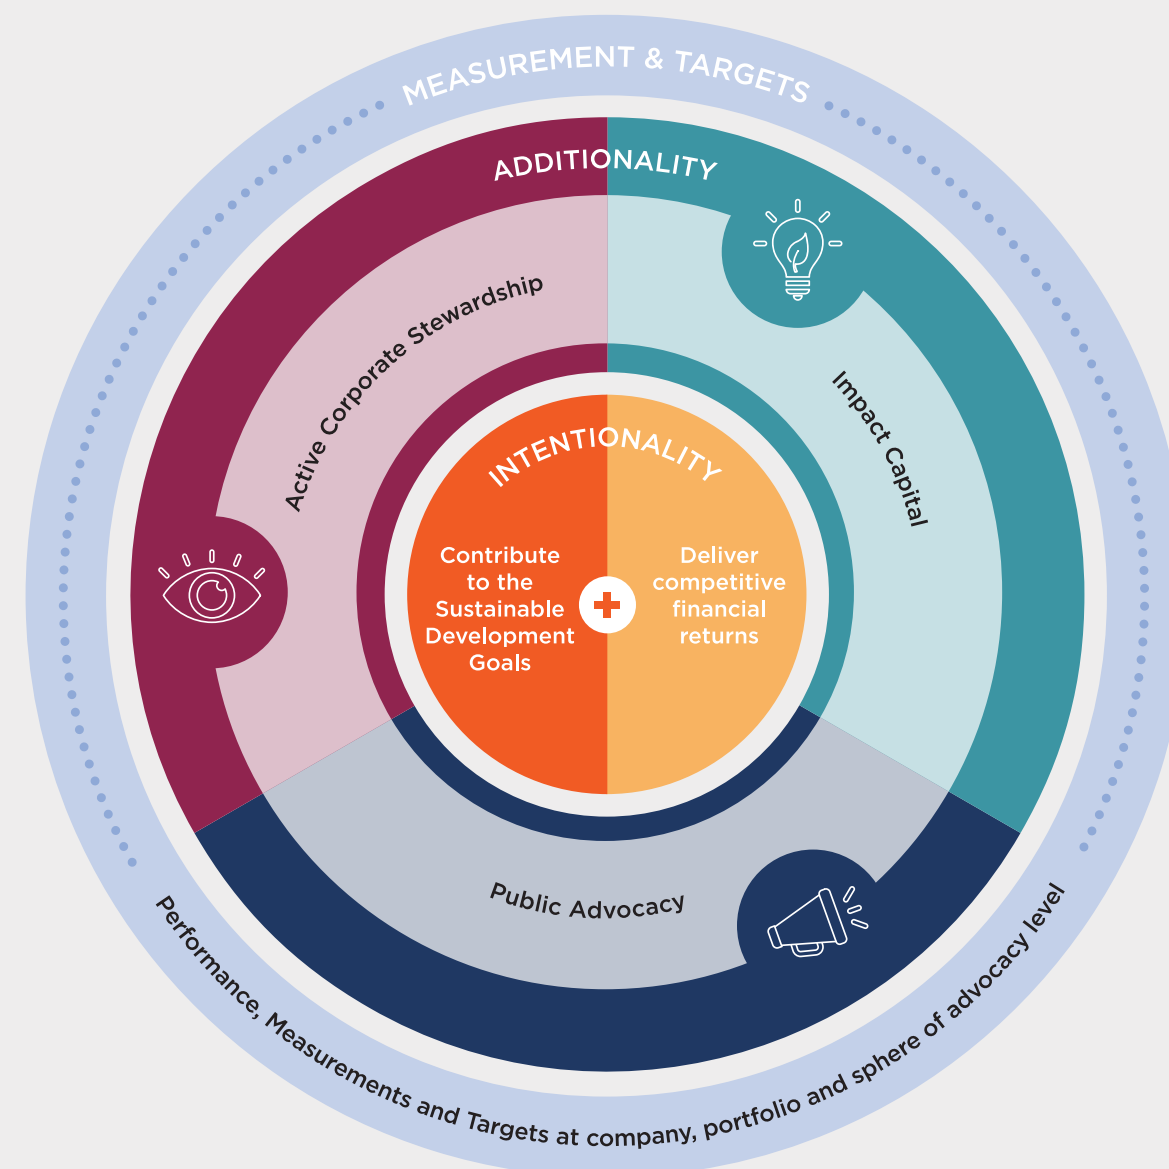 MEASUREMENT & TARGETS
ADDITIONALITY
Active Corporate Stewardship
Impact Capital
INTENTIONALITY
Contribute
to the
Sustainable
Development
Goals
Deliver
competitive
financial
returns
Public Advocacy
Performance, Measurements and Targets at company, portfolio and sphere of advocacy level